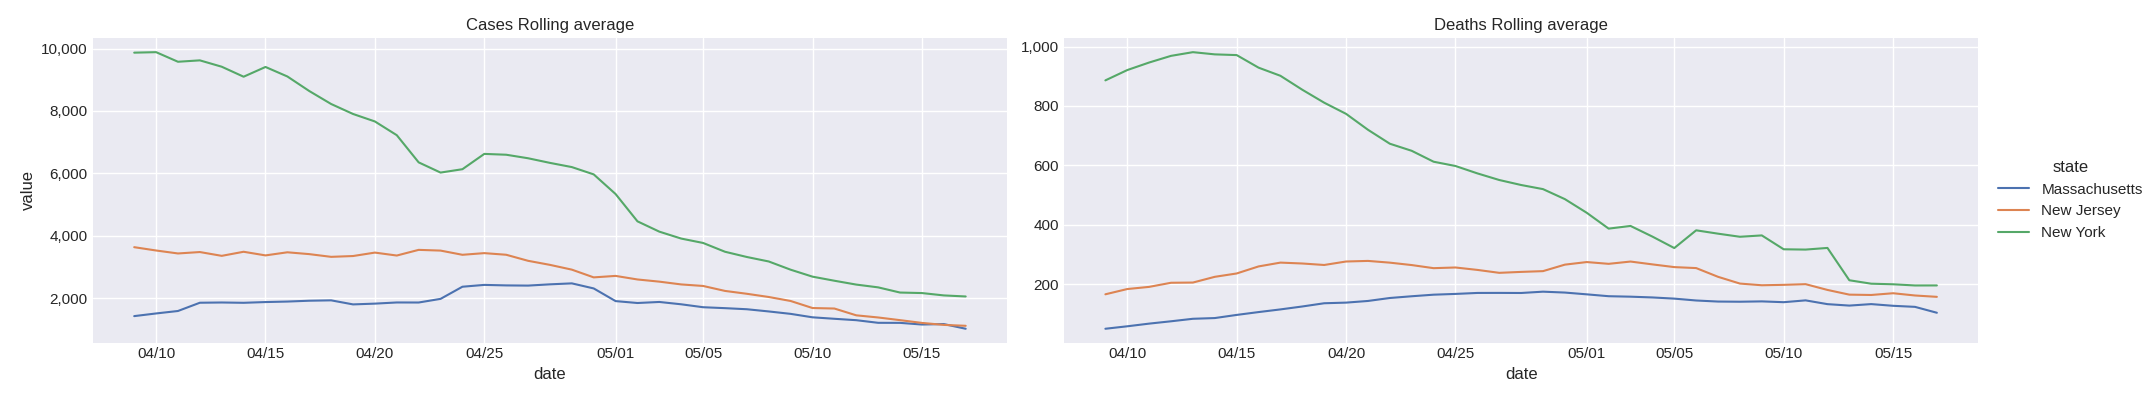 Cases Rolling average
10,000
8,000
6,000
4,000
2,000
value
04/10 04/15 04/20 04/25 05/01 05/05 05/10 05/15
date
Deaths Rolling average
1,000
800
600
400
200
04/10 04/15 04/20 04/25 05/01 05/05 05/10 05/15
date
state
Massachusetts
New Jersey
New York